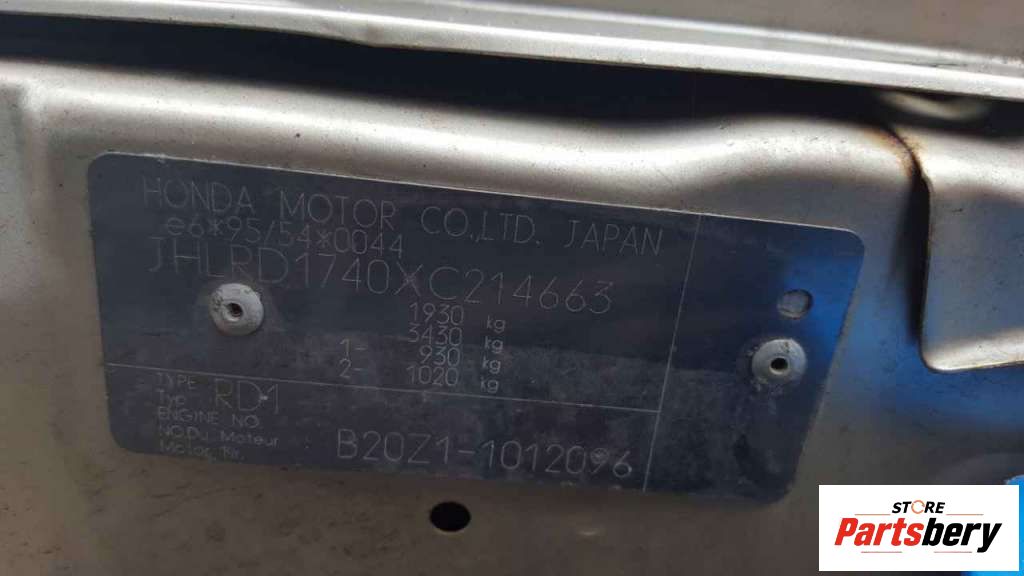 HONDA MOTOR CO.,LTD. JAPAN
e6*95/54*0044
JHLRD1740XC214663
1930 kg
3430 kg
1- 930 kg
2- 1020 kg
TYPE
Typ RD1
ENGINE NO.
NO.Du Moteur
Motor, Nr. B20Z1-1012096
STORE
Partsbery